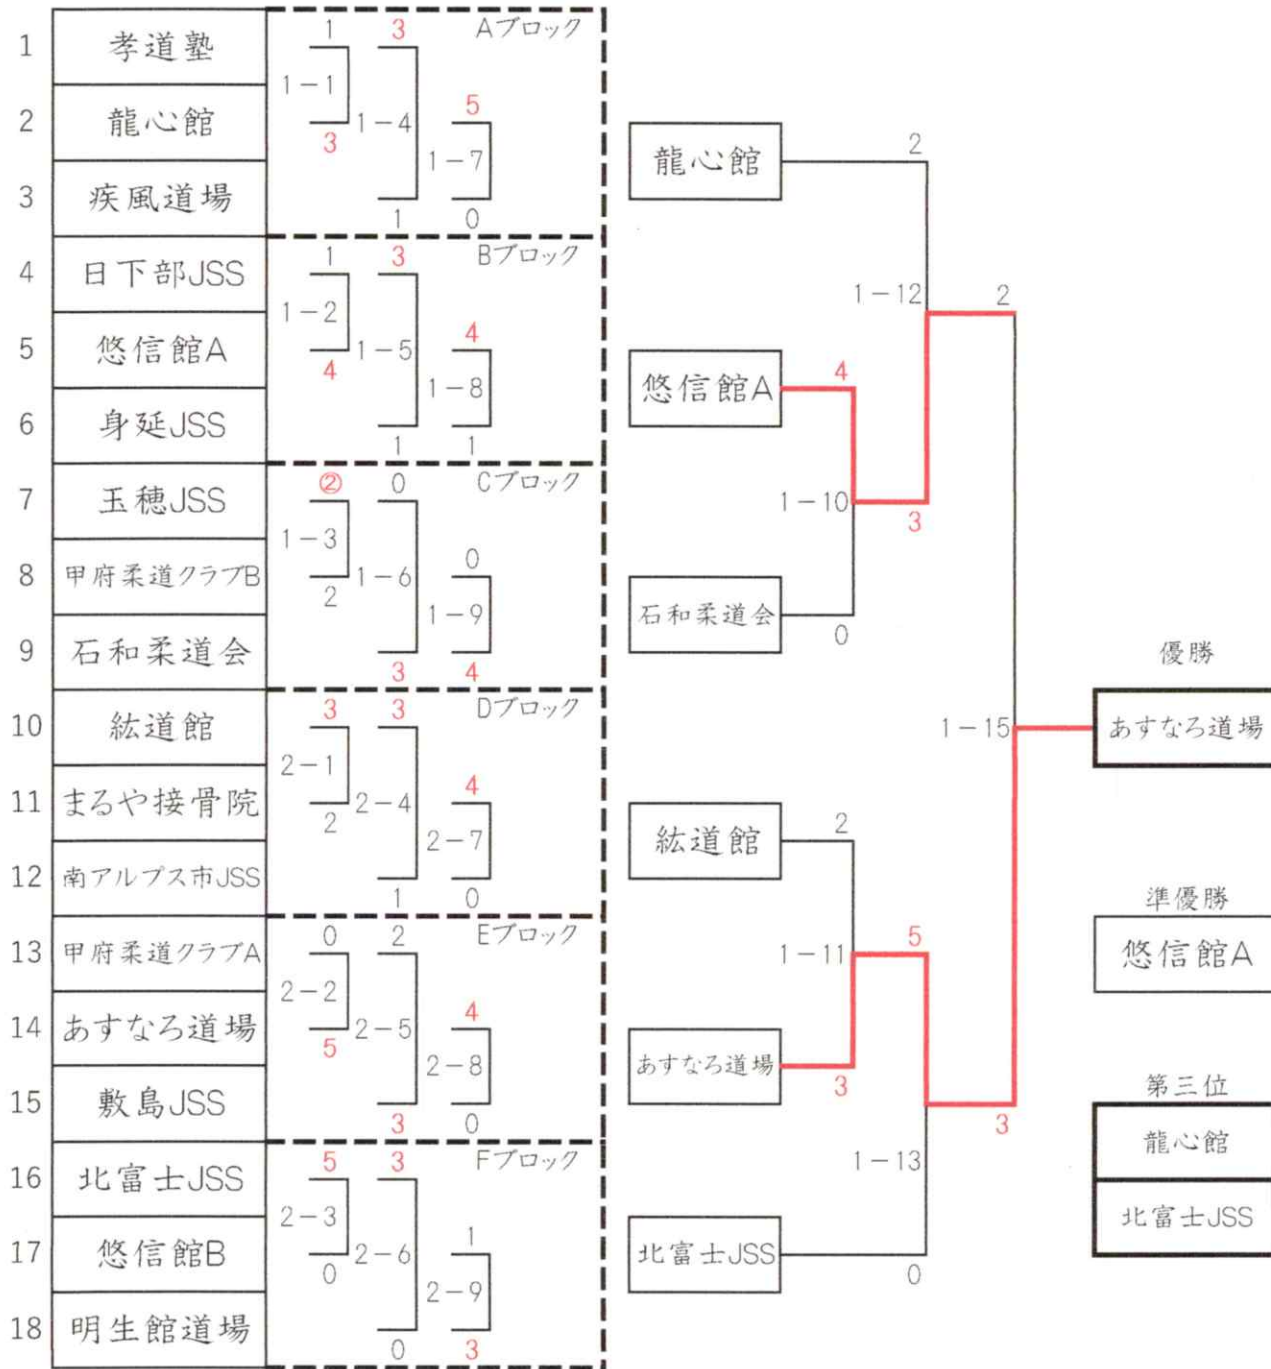 1 孝道塾
2 龍心館
3 疾風道場
4 日下部JSS
5 悠信館A
6 身延JSS
7 玉穂JSS
8 甲府柔道クラブB
9 石和柔道会
10 紘道館
11 まるや接骨院
12 南アルプス市JSS
13 甲府柔道クラブA
14 あすなろ道場
15 敷島JSS
16 北富士JSS
17 悠信館B
18 明生館道場
1 3 Aブロック
1-1
5
3 1-4
1-7
1 0
1 3 Bブロック
1-2
4
4 1-5
1-8
1 1
② 0 Cブロック
1-3
0
2 1-6
1-9
3 4
3 3 Dブロック
2-1
4
2 2-4
2-7
1 0
0 2 Eブロック
2-2
4
5 2-5
2-8
3 0
5 3 Fブロック
2-3
1
0 2-6
2-9
0 3
龍心館 2
1-12 2
悠信館A 4
1-10 3
石和柔道会 0
1-15
紘道館 2
1-11 5
あすなろ道場 3
3
1-13
北富士JSS 0
優勝
あすなろ道場
準優勝
悠信館A
第三位
龍心館
北富士JSS